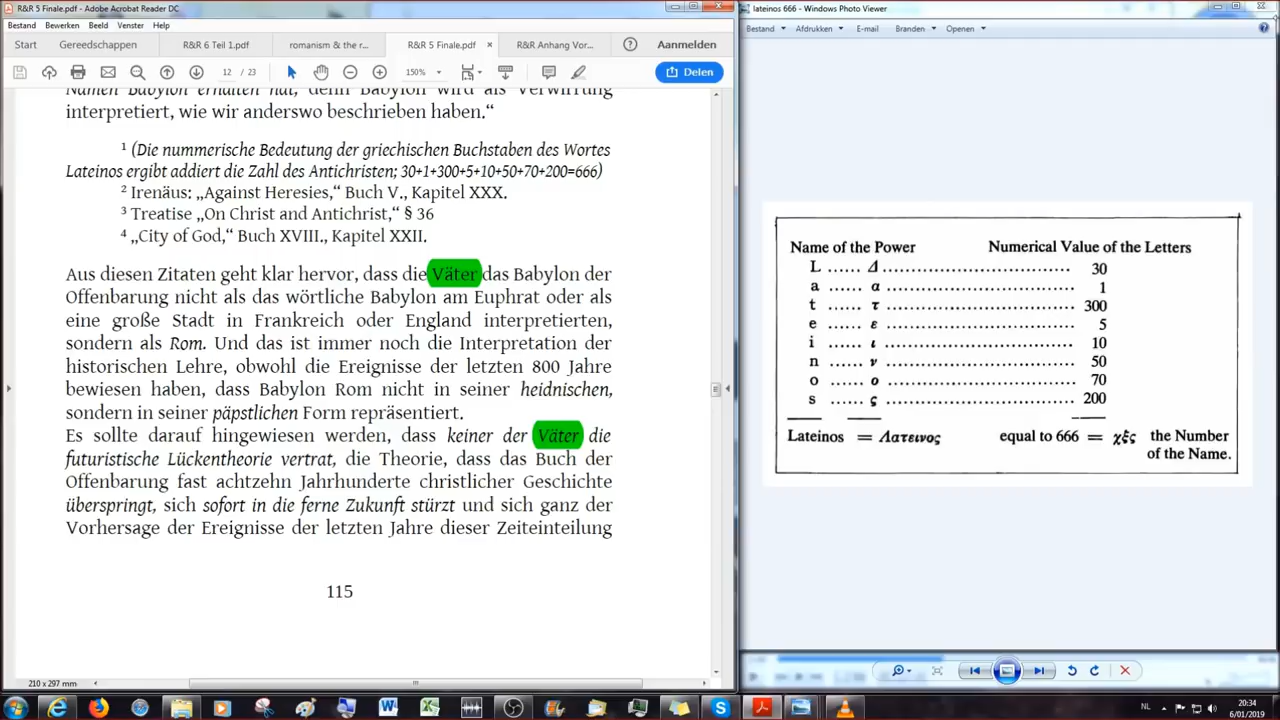 R&R 5 Finale.pdf - Adobe Acrobat Reader DC
Bestand Bewerken Beeld Venster Help
Start Gereedschappen R&R 6 Teil 1.pdf romanism & the r... R&R 5 Finale.pdf × R&R Anhang Vor... Aanmelden
12 / 23 150% Delen
Namen Babylon erhalten hat, denn Babylon wird als Verwirrung
interpretiert, wie wir anderswo beschrieben haben.“
1 (Die nummerische Bedeutung der griechischen Buchstaben des Wortes
Lateinos ergibt addiert die Zahl des Antichristen; 30+1+300+5+10+50+70+200=666)
2 Irenäus: „Against Heresies,“ Buch V., Kapitel XXX.
3 Treatise „On Christ and Antichrist,“ § 36
4 „City of God,“ Buch XVIII., Kapitel XXII.
Aus diesen Zitaten geht klar hervor, dass die Väter das Babylon der
Offenbarung nicht als das wörtliche Babylon am Euphrat oder als
eine große Stadt in Frankreich oder England interpretierten,
sondern als Rom. Und das ist immer noch die Interpretation der
historischen Lehre, obwohl die Ereignisse der letzten 800 Jahre
bewiesen haben, dass Babylon Rom nicht in seiner heidnischen,
sondern in seiner päpstlichen Form repräsentiert.
Es sollte darauf hingewiesen werden, dass keiner der Väter die
futuristische Lückentheorie vertrat, die Theorie, dass das Buch der
Offenbarung fast achtzehn Jahrhunderte christlicher Geschichte
überspringt, sich sofort in die ferne Zukunft stürzt und sich ganz der
Vorhersage der Ereignisse der letzten Jahre dieser Zeiteinteilung
115
210 x 297 mm
lateinos 666 - Windows Photo Viewer
Bestand Afdrukken E-mail Branden Openen
Name of the Power Numerical Value of the Letters
L ...... Λ ........ 30
a ...... α ........ 1
t ...... τ ........ 300
e ...... ε ........ 5
i ...... ι ........ 10
n ...... ν ........ 50
o ...... ο ........ 70
s ...... ς ........ 200
Lateinos = Λατεινος equal to 666 = χξς the Number
of the Name.
NL 20:34
6/01/2019